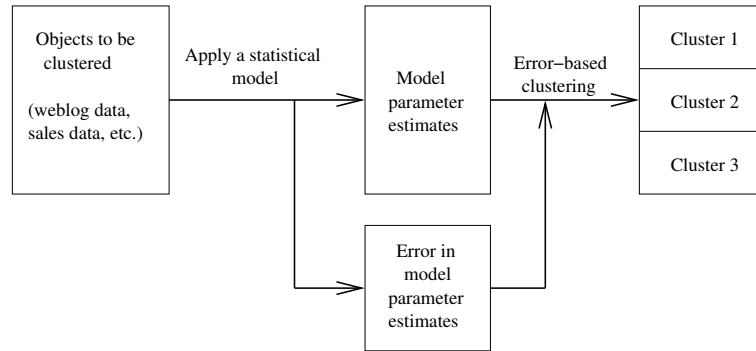 Objects to be
clustered
(weblog data,
sales data, etc.)
Apply a statistical
model
Model
parameter
estimates
Error in
model
parameter
estimates
Error−based
clustering
Cluster 1
Cluster 2
Cluster 3